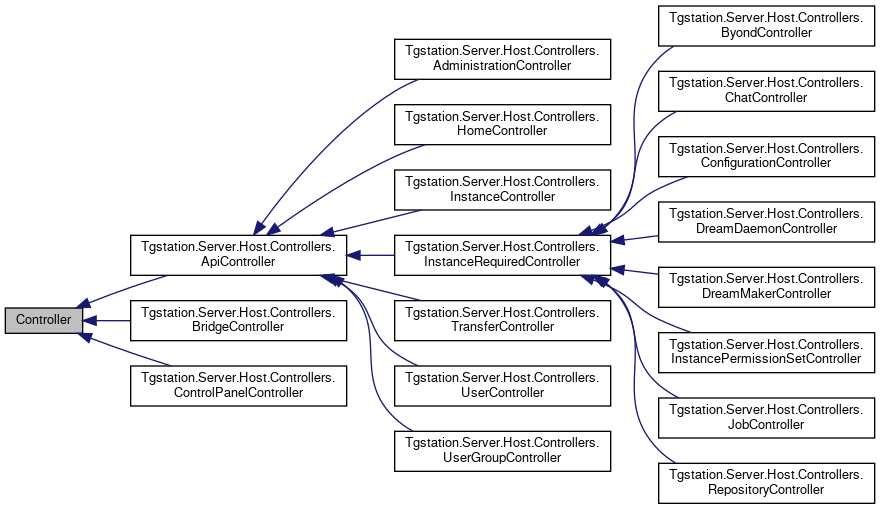 Controller
Tgstation.Server.Host.Controllers.
ApiController
Tgstation.Server.Host.Controllers.
BridgeController
Tgstation.Server.Host.Controllers.
ControlPanelController
Tgstation.Server.Host.Controllers.
AdministrationController
Tgstation.Server.Host.Controllers.
HomeController
Tgstation.Server.Host.Controllers.
InstanceController
Tgstation.Server.Host.Controllers.
InstanceRequiredController
Tgstation.Server.Host.Controllers.
TransferController
Tgstation.Server.Host.Controllers.
UserController
Tgstation.Server.Host.Controllers.
UserGroupController
Tgstation.Server.Host.Controllers.
ByondController
Tgstation.Server.Host.Controllers.
ChatController
Tgstation.Server.Host.Controllers.
ConfigurationController
Tgstation.Server.Host.Controllers.
DreamDaemonController
Tgstation.Server.Host.Controllers.
DreamMakerController
Tgstation.Server.Host.Controllers.
InstancePermissionSetController
Tgstation.Server.Host.Controllers.
JobController
Tgstation.Server.Host.Controllers.
RepositoryController